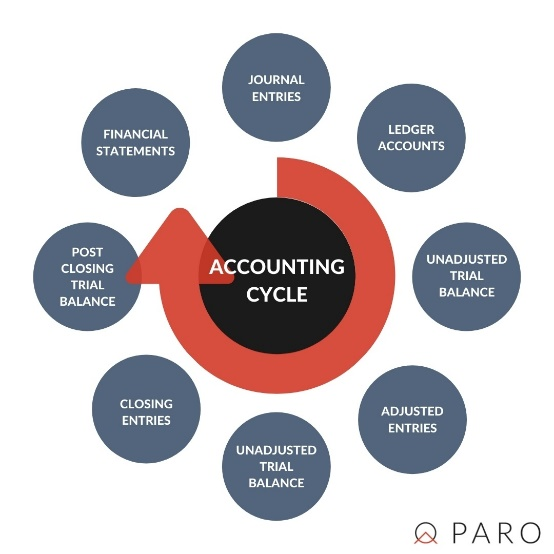 JOURNAL
ENTRIES
LEDGER
ACCOUNTS
UNADJUSTED
TRIAL
BALANCE
ADJUSTED
ENTRIES
UNADJUSTED
TRIAL
BALANCE
CLOSING
ENTRIES
POST
CLOSING
TRIAL
BALANCE
FINANCIAL
STATEMENTS
ACCOUNTING
CYCLE
PARO